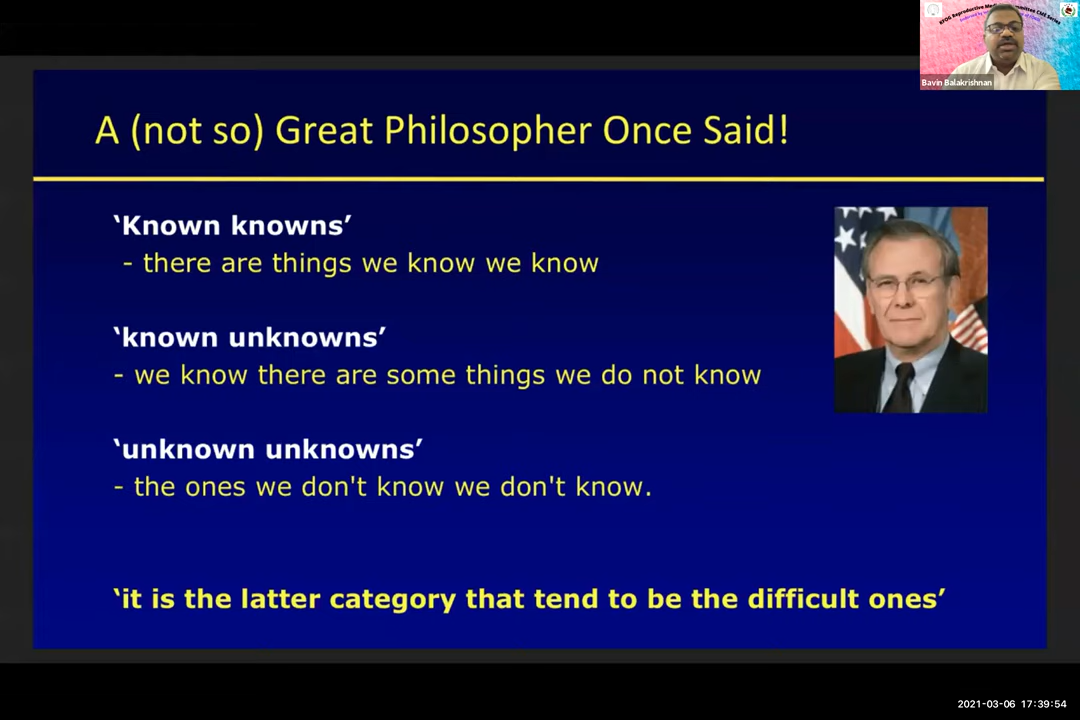 A (not so) Great Philosopher Once Said!
‘Known knowns’
- there are things we know we know
‘known unknowns’
- we know there are some things we do not know
‘unknown unknowns’
- the ones we don't know we don't know.
‘it is the latter category that tend to be the difficult ones’
Bavin Balakrishnan
2021-03-06 17:39:54